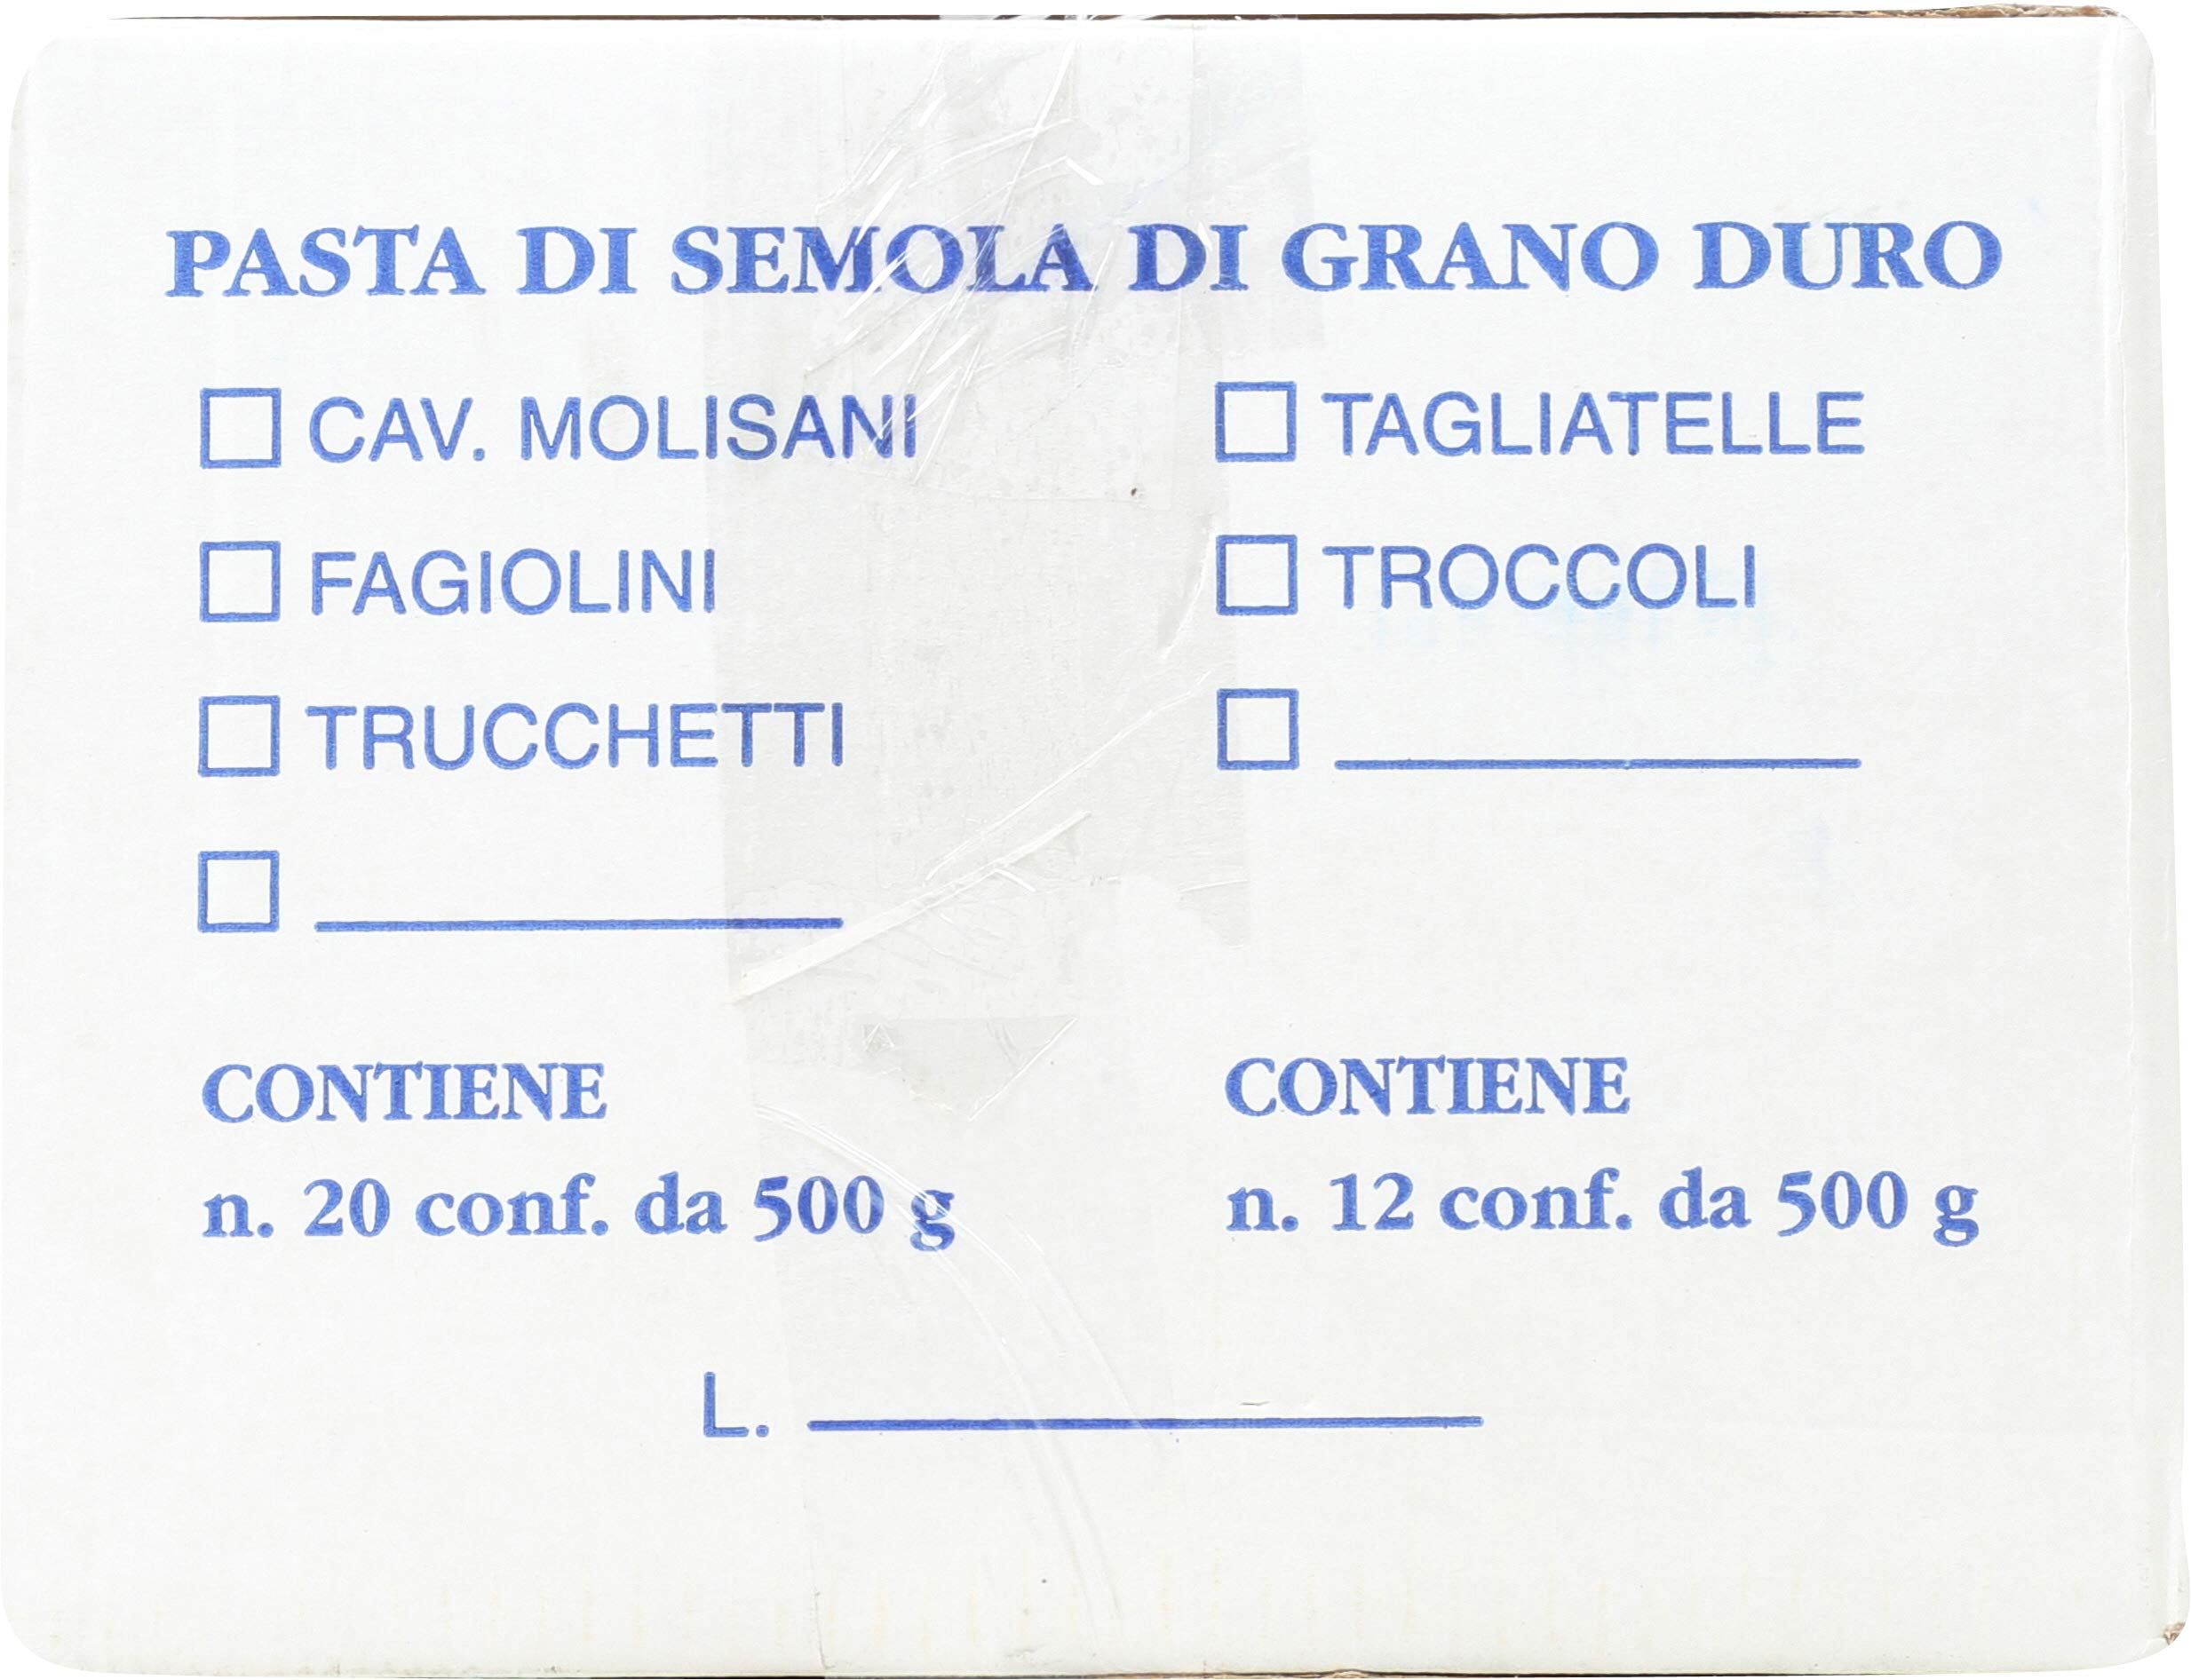 PASTA DI SEMOLA DI GRANO DURO
CAV. MOLISANI
FAGIOLINI
TRUCCHETTI
TAGLIATELLE
TROCCOLI
CONTIENE
n. 20 conf. da 500 g
CONTIENE
n. 12 conf. da 500 g
L.